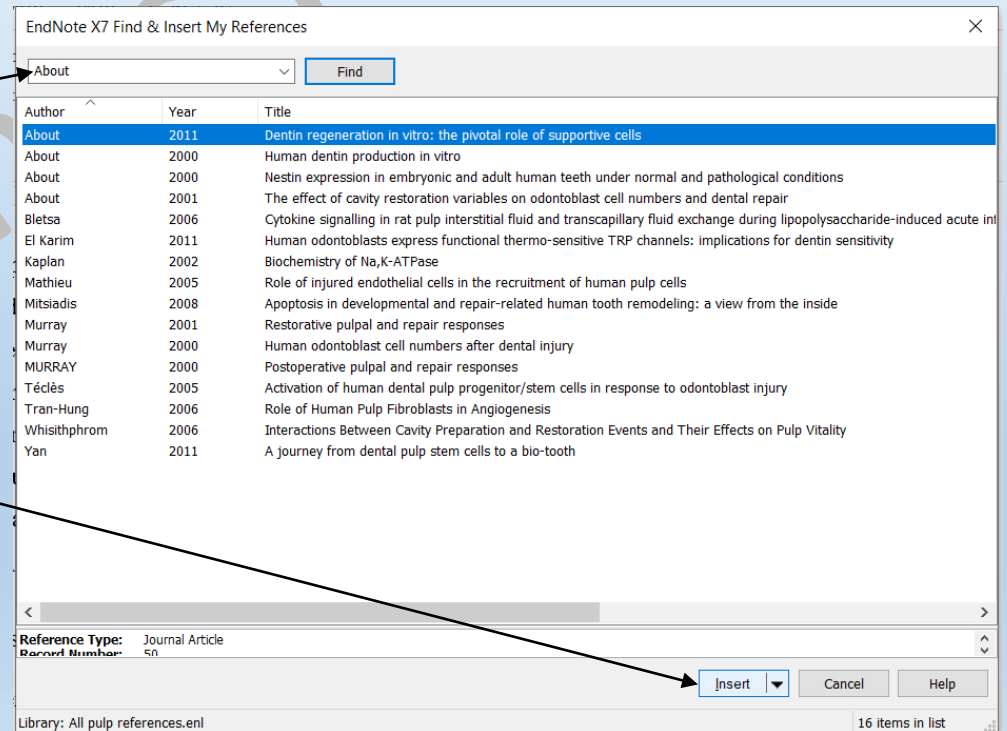 EndNote X7 Find & Insert My References
About Find
Author Year Title
About 2011 Dentin regeneration in vitro: the pivotal role of supportive cells
About 2000 Human dentin production in vitro
About 2000 Nestin expression in embryonic and adult human teeth under normal and pathological conditions
About 2001 The effect of cavity restoration variables on odontoblast cell numbers and dental repair
Bletsa 2006 Cytokine signalling in rat pulp interstitial fluid and transcapillary fluid exchange during lipopolysaccharide-induced acute
El Karim 2011 Human odontoblasts express functional thermo-sensitive TRP channels: implications for dentin sensitivity
Kaplan 2002 Biochemistry of Na,K-ATPase
Mathieu 2005 Role of injured endothelial cells in the recruitment of human pulp cells
Mitsiadis 2008 Apoptosis in developmental and repair-related human tooth remodeling: a view from the inside
Murray 2001 Restorative pulpal and repair responses
Murray 2000 Human odontoblast cell numbers after dental injury
MURRAY 2000 Postoperative pulpal and repair responses
Téclès 2005 Activation of human dental pulp progenitor/stem cells in response to odontoblast injury
Tran-Hung 2006 Role of Human Pulp Fibroblasts in Angiogenesis
Whisithphrom 2006 Interactions Between Cavity Preparation and Restoration Events and Their Effects on Pulp Vitality
Yan 2011 A journey from dental pulp stem cells to a bio-tooth
Reference Type: Journal Article
Record Number: 50
Insert Cancel Help
Library: All pulp references.enl 16 items in list